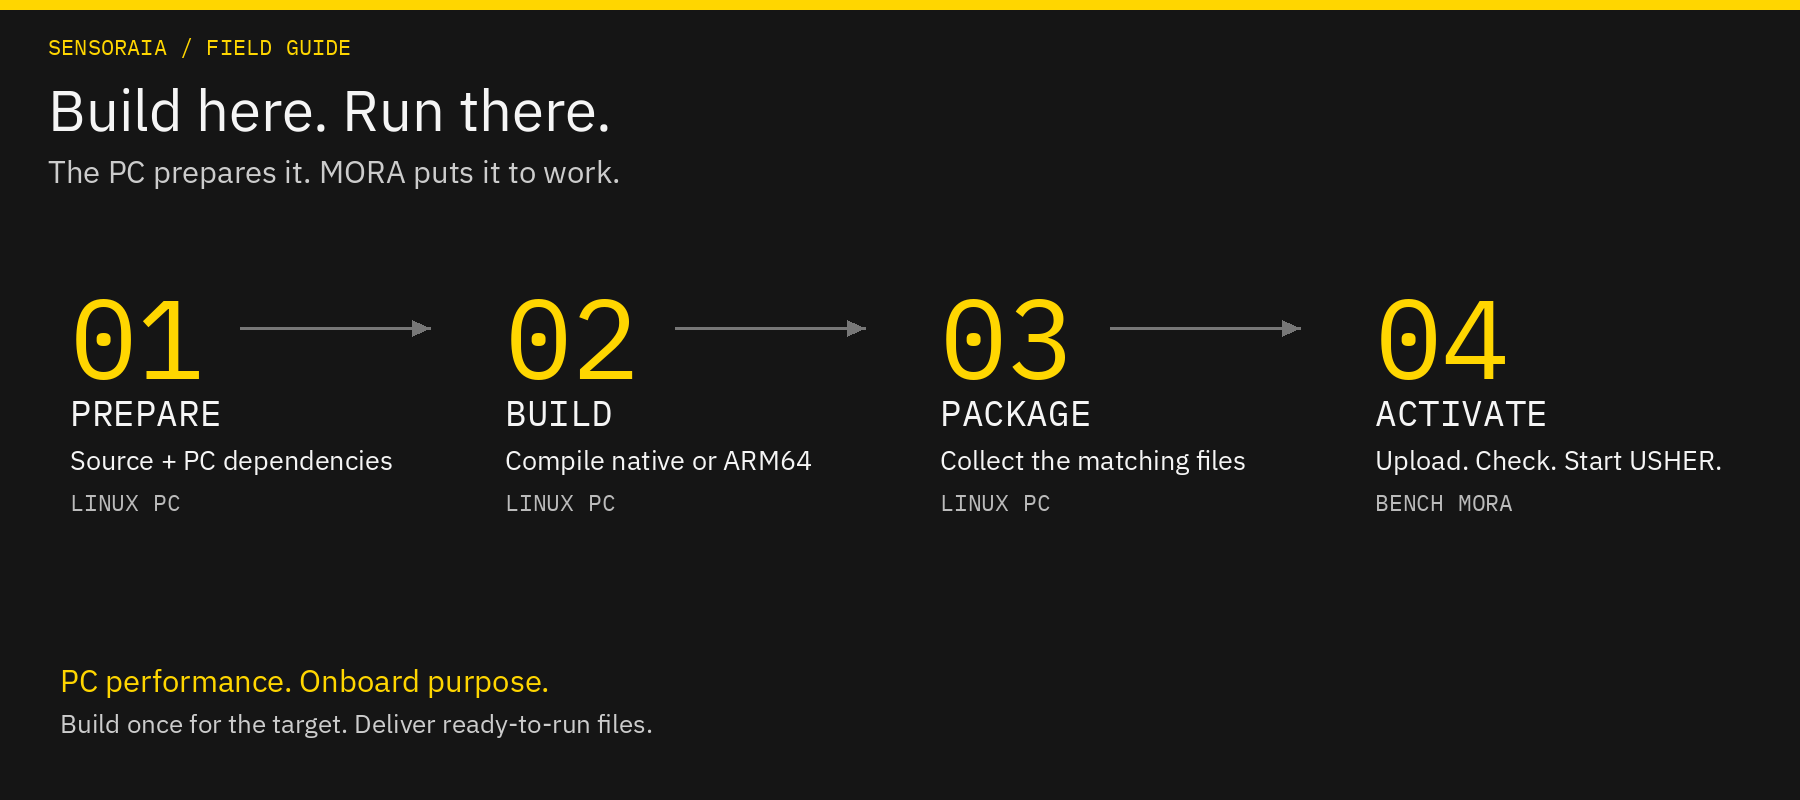 SENSORAIA / FIELD GUIDE
Build here. Run there.
The PC prepares it. MORA puts it to work.
01
PREPARE
Source + PC dependencies
LINUX PC
02
BUILD
Compile native or ARM64
LINUX PC
03
PACKAGE
Collect the matching files
LINUX PC
04
ACTIVATE
Upload. Check. Start USHER.
BENCH MORA
PC performance. Onboard purpose.
Build once for the target. Deliver ready-to-run files.